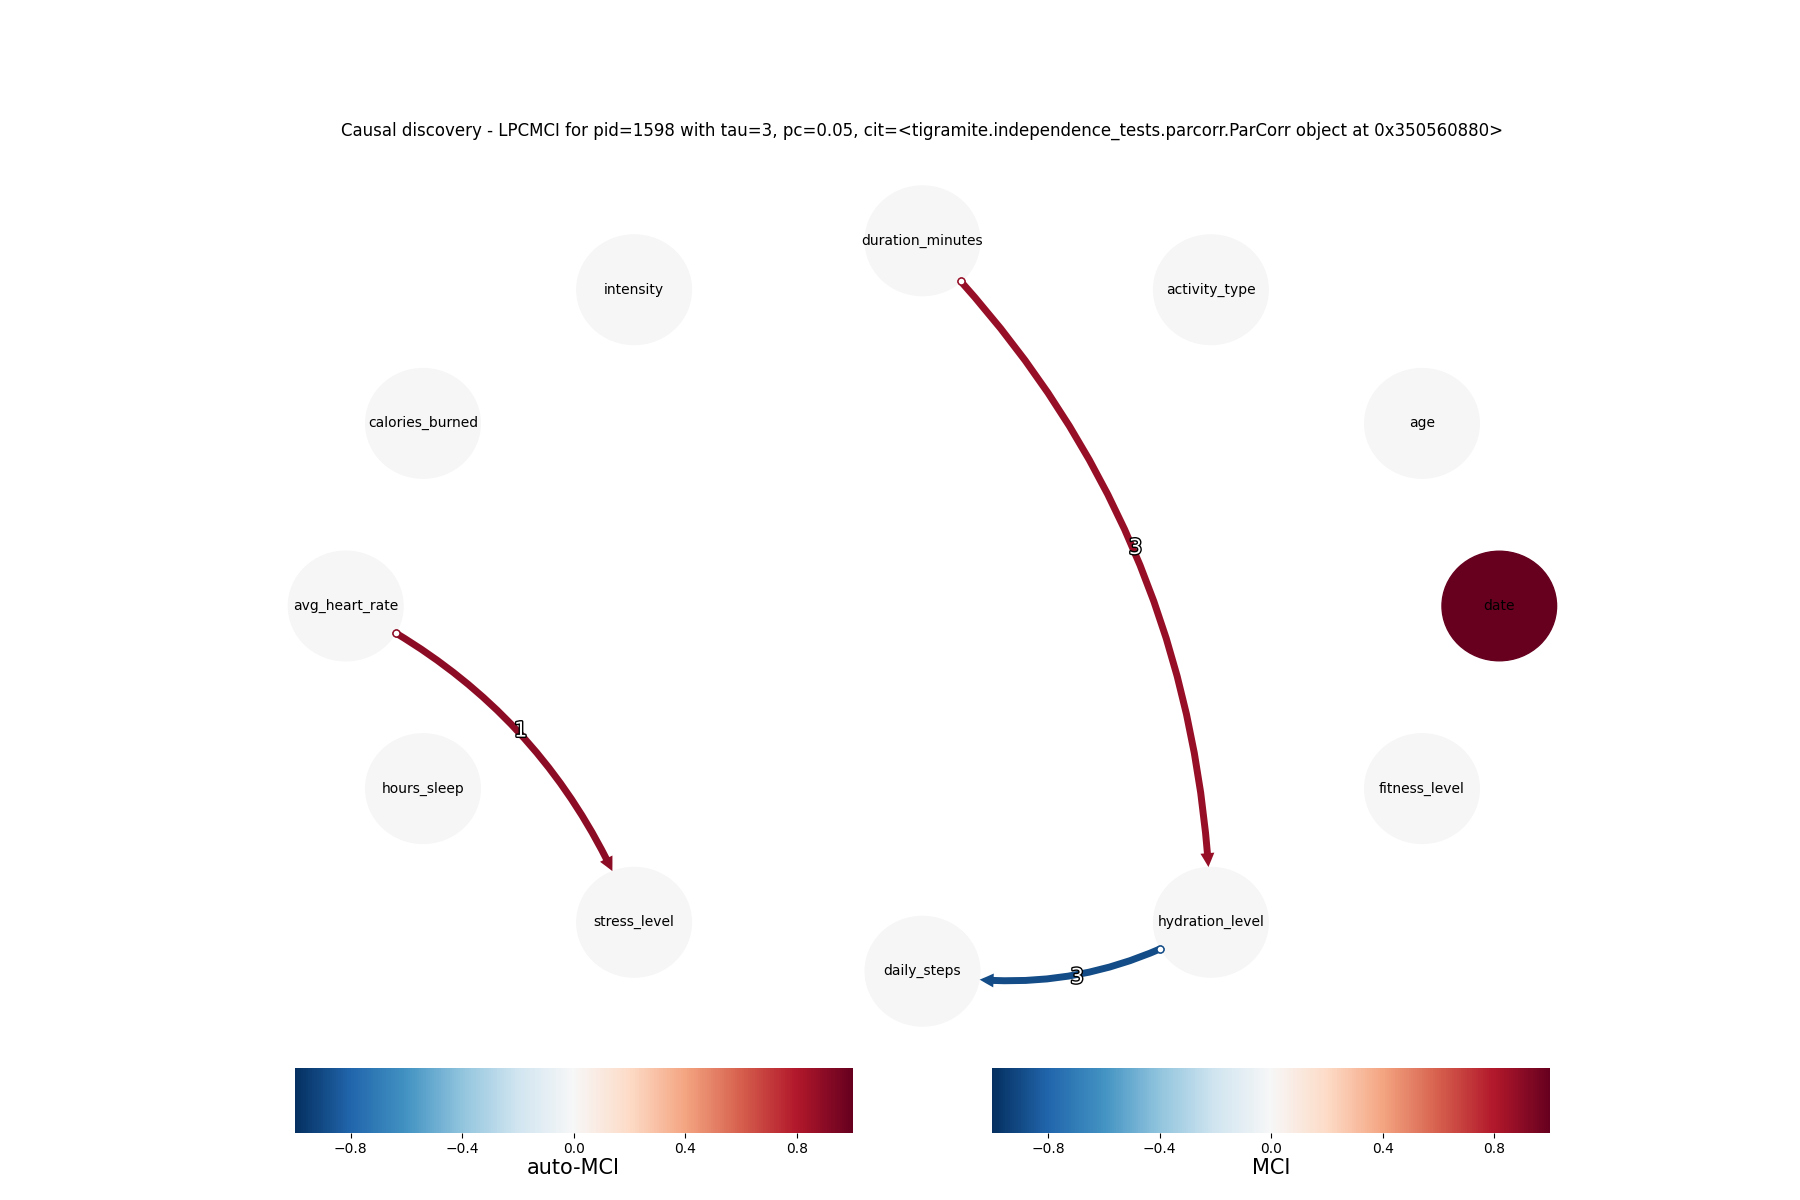 Causal discovery - LPCMCI for pid=1598 with tau=3, pc=0.05, cit=<tigramite.independence_tests.parcorr.ParCorr object at 0x350560880>
duration_minutes
intensity
activity_type
calories_burned
age
3
avg_heart_rate
date
1
hours_sleep
fitness_level
stress_level
hydration_level
daily_steps
3
−0.8 −0.4 0.0 0.4 0.8
auto-MCI
−0.8 −0.4 0.0 0.4 0.8
MCI